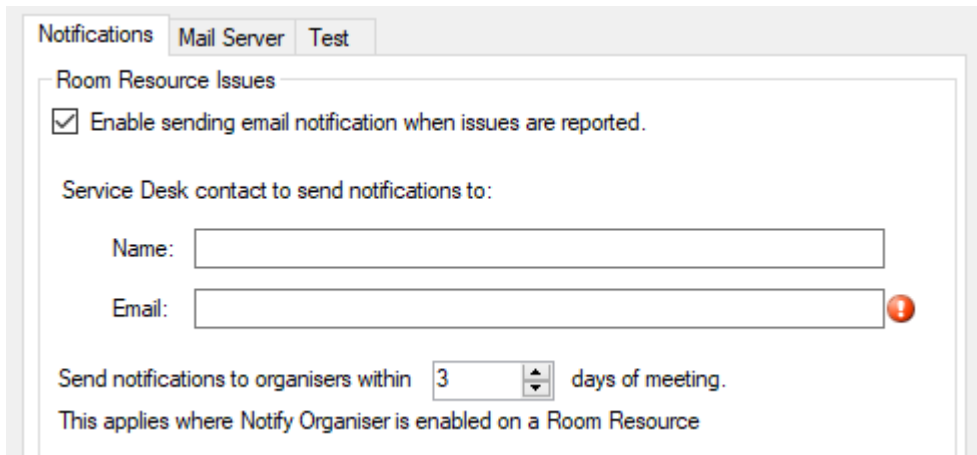 Notifications Mail Server Test
Room Resource Issues
Enable sending email notification when issues are reported.
Service Desk contact to send notifications to:
Name:
Email:
Send notifications to organisers within 3 days of meeting.
This applies where Notify Organiser is enabled on a Room Resource